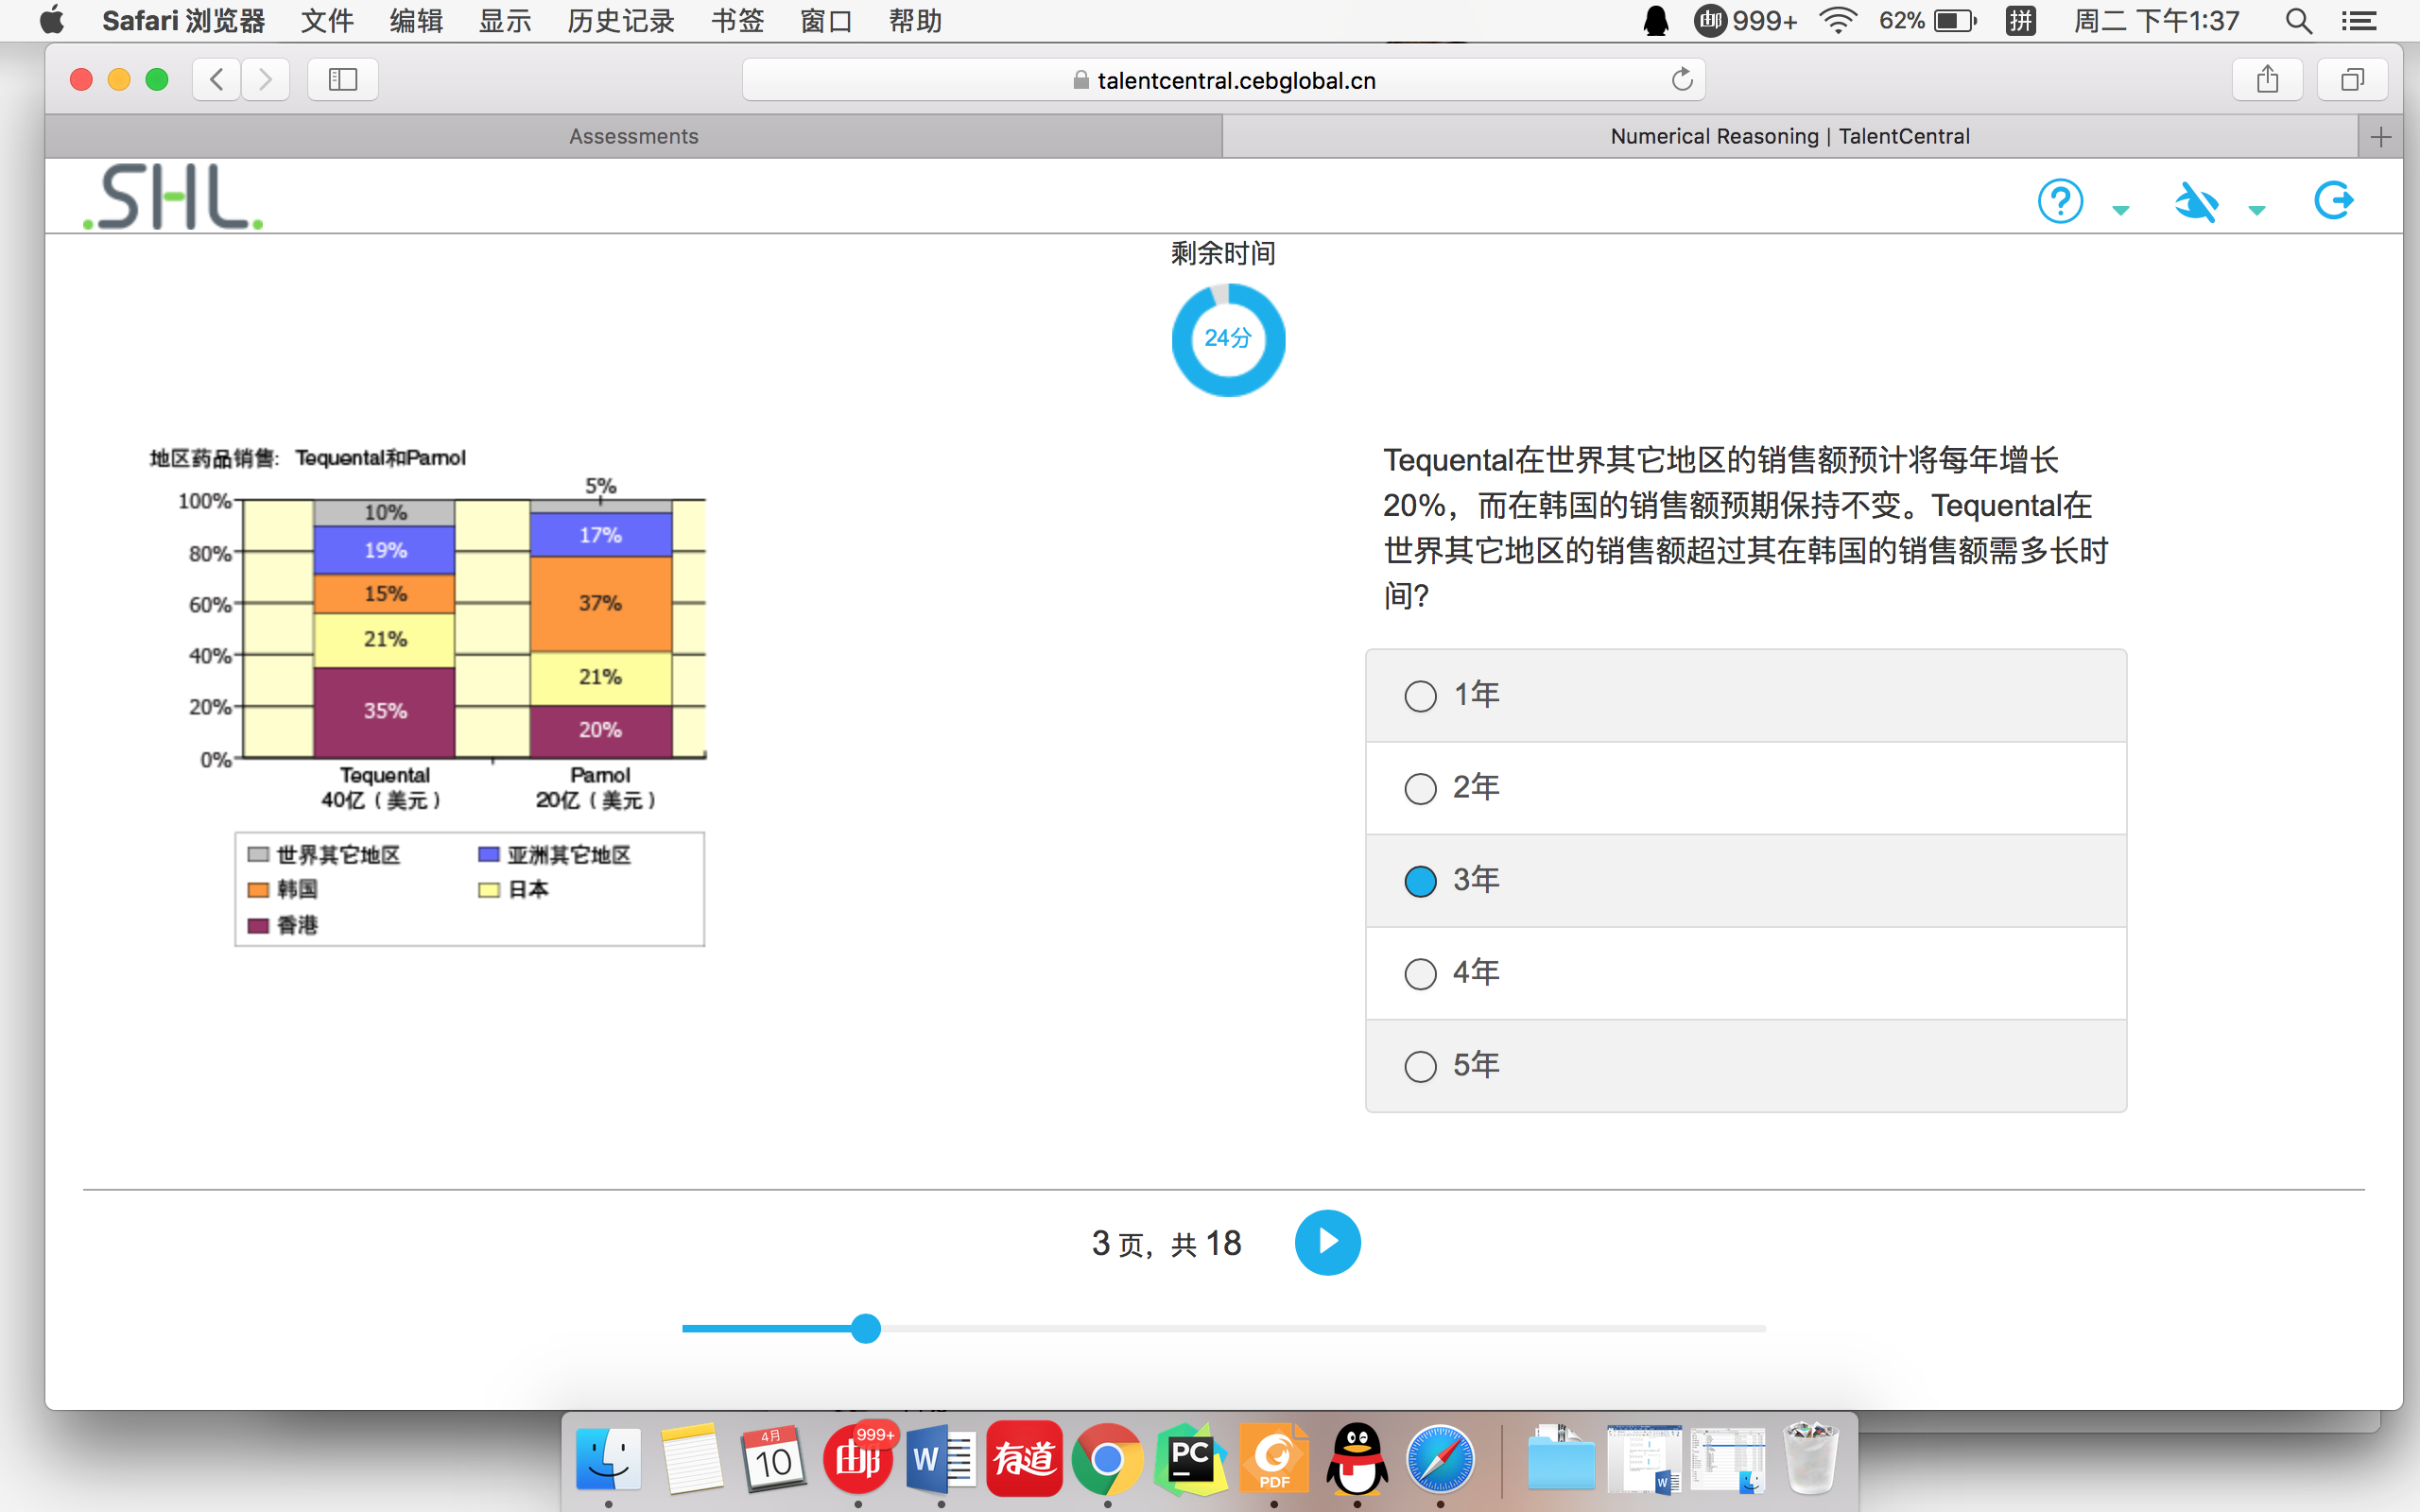 Safari 浏览器 文件 编辑 显示 历史记录 书签 窗口 帮助 邮 999+ 62% 拼 周二 下午1:37
talentcentral.cebglobal.cn
Assessments
Numerical Reasoning | TalentCentral
.SHL.
剩余时间
24分
地区药品销售: Tequental和Parnol
5%
100%
10%
17%
80%
19%
15%
37%
60%
21%
40%
21%
35%
20%
20%
0%
Tequental
Parnol
40亿（美元）
20亿（美元）
世界其它地区
亚洲其它地区
韩国
日本
香港
Tequental在世界其它地区的销售额预计将每年增长
20%，而在韩国的销售额预期保持不变。Tequental在
世界其它地区的销售额超过其在韩国的销售额需多长时
间?
1年
2年
3年
4年
5年
3 页，共 18
4月
10
999+
邮
W
有道
PC
PDF
W